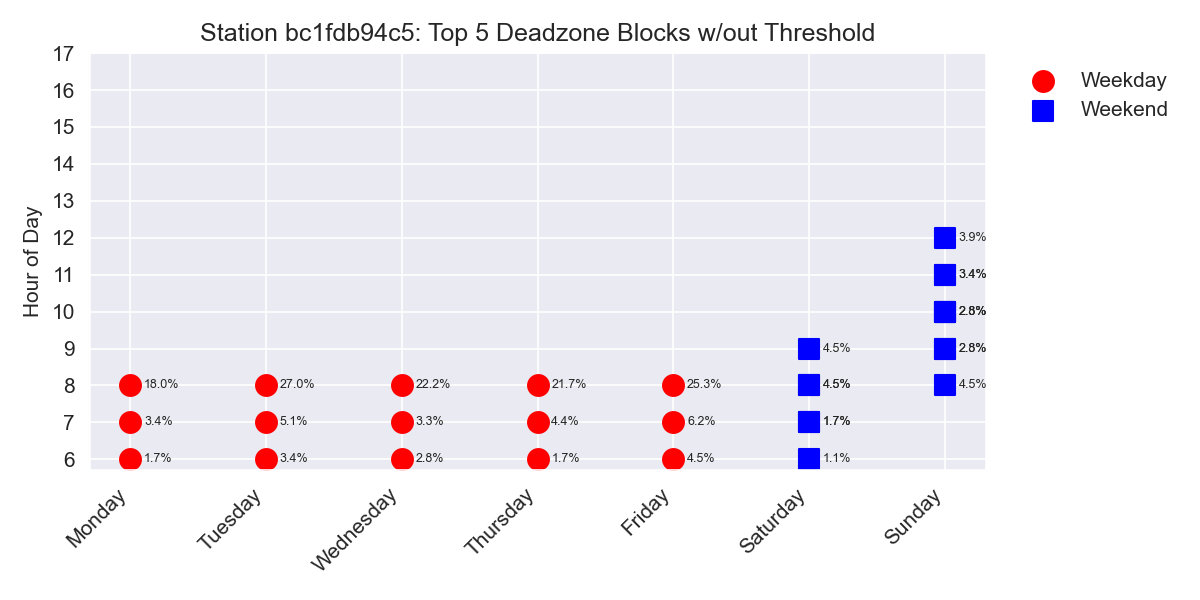 Station bc1fdb94c5: Top 5 Deadzone Blocks w/out Threshold
Weekday
Weekend
Hour of Day
17
16
15
14
13
12 3.9%
11 3.4%
10 2.8%
9 4.5% 2.8%
8 18.0% 27.0% 22.2% 21.7% 25.3% 4.5% 4.5%
7 3.4% 5.1% 3.3% 4.4% 6.2% 1.7%
6 1.7% 3.4% 2.8% 1.7% 4.5% 1.1%
Monday Tuesday Wednesday Thursday Friday Saturday Sunday